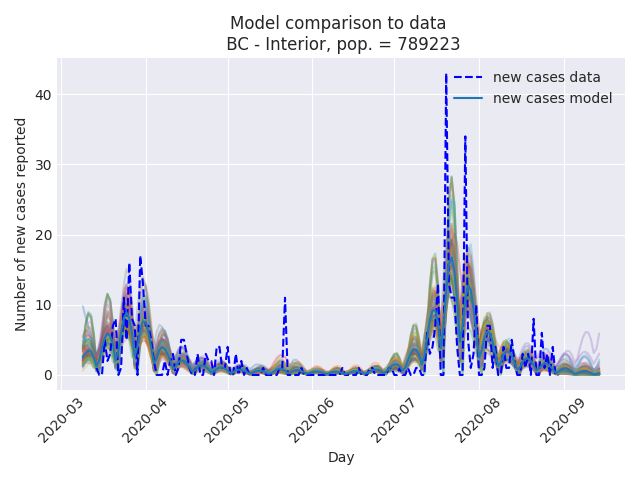 Model comparison to data
BC - Interior, pop. = 789223
new cases data
new cases model
Number of new cases reported
40
30
20
10
0
2020-03
2020-04
2020-05
2020-06
2020-07
2020-08
2020-09
Day